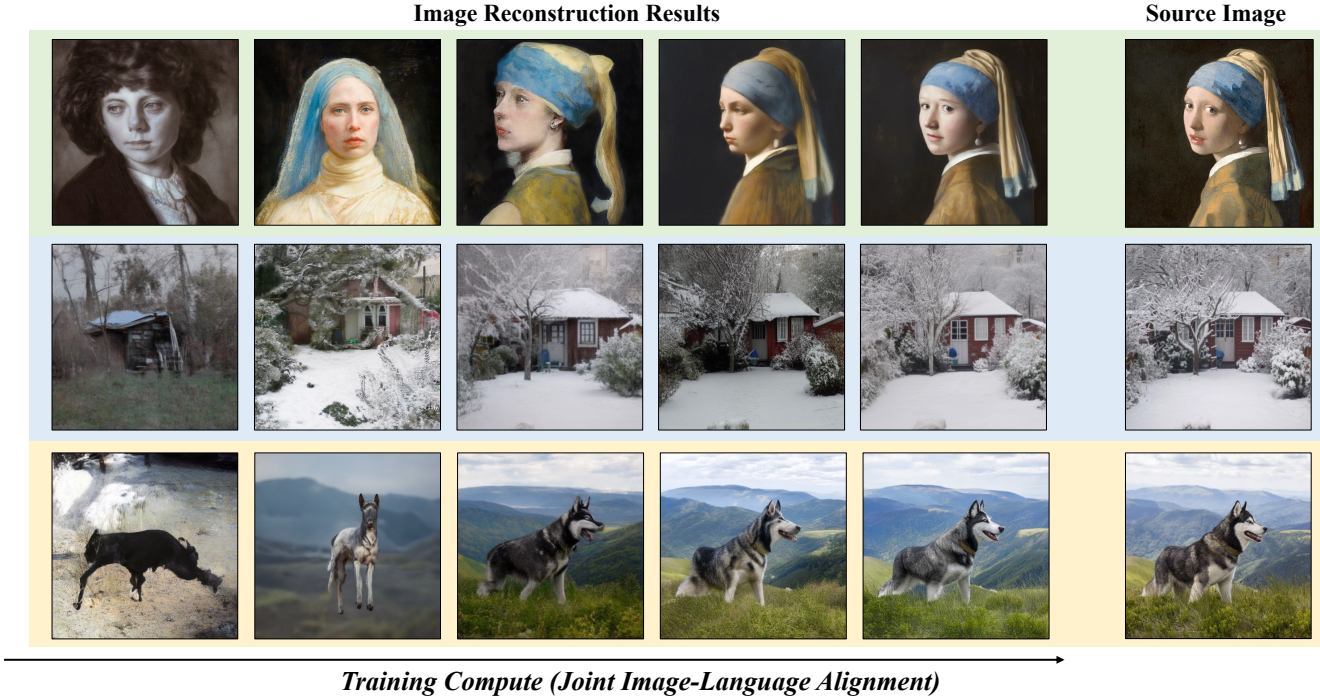 Image Reconstruction Results
Source Image
Training Compute (Joint Image-Language Alignment)